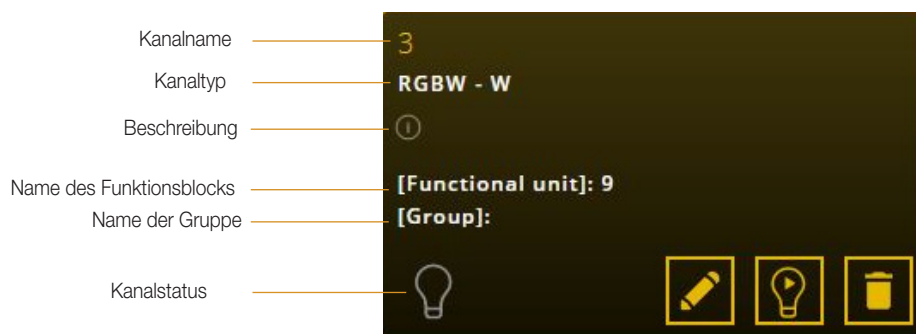 Kanalname
3
Kanaltyp
RGBW - W
Beschreibung
Name des Funktionsblocks
[Functional unit]: 9
Name der Gruppe
[Group]:
Kanalstatus